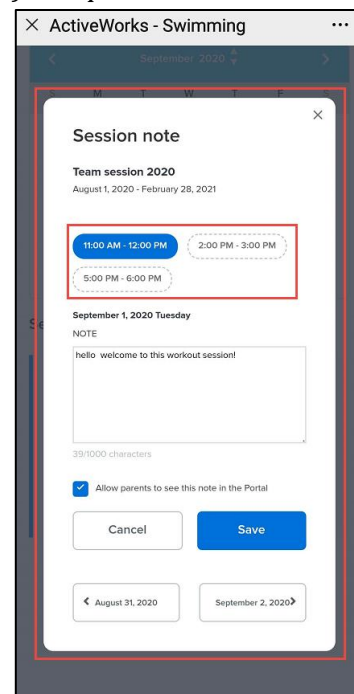 ActiveWorks - Swimming
September 2020
S M T W T F S
Session note
Team session 2020
August 1, 2020 - February 28, 2021
11:00 AM - 12:00 PM
2:00 PM - 3:00 PM
5:00 PM - 6:00 PM
September 1, 2020 Tuesday
NOTE
hello welcome to this workout session!
39/1000 characters
Allow parents to see this note in the Portal
Cancel
Save
August 31, 2020
September 2, 2020